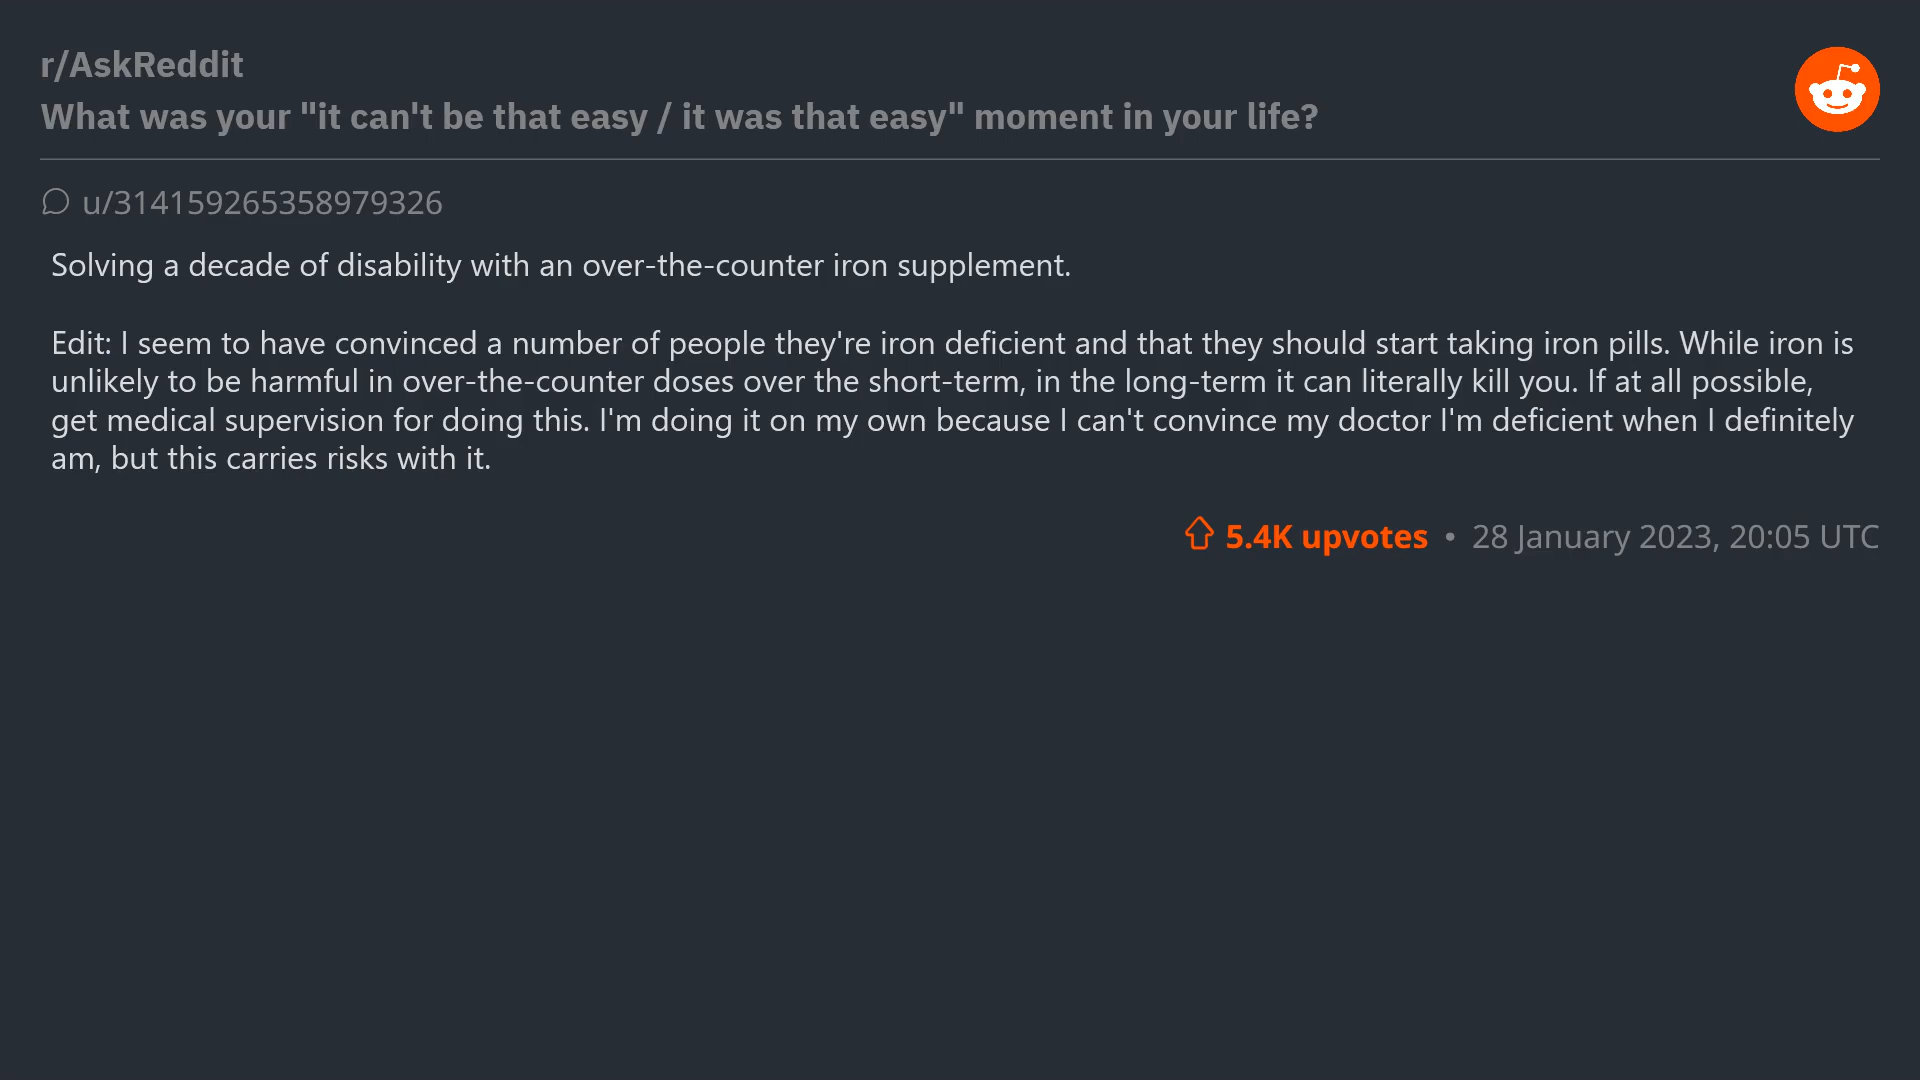 r/AskReddit
What was your "it can't be that easy / it was that easy" moment in your life?
u/314159265358979326
Solving a decade of disability with an over-the-counter iron supplement.
Edit: I seem to have convinced a number of people they're iron deficient and that they should start taking iron pills. While iron is
unlikely to be harmful in over-the-counter doses over the short-term, in the long-term it can literally kill you. If at all possible,
get medical supervision for doing this. I'm doing it on my own because I can't convince my doctor I'm deficient when I definitely
am, but this carries risks with it.
5.4K upvotes • 28 January 2023, 20:05 UTC